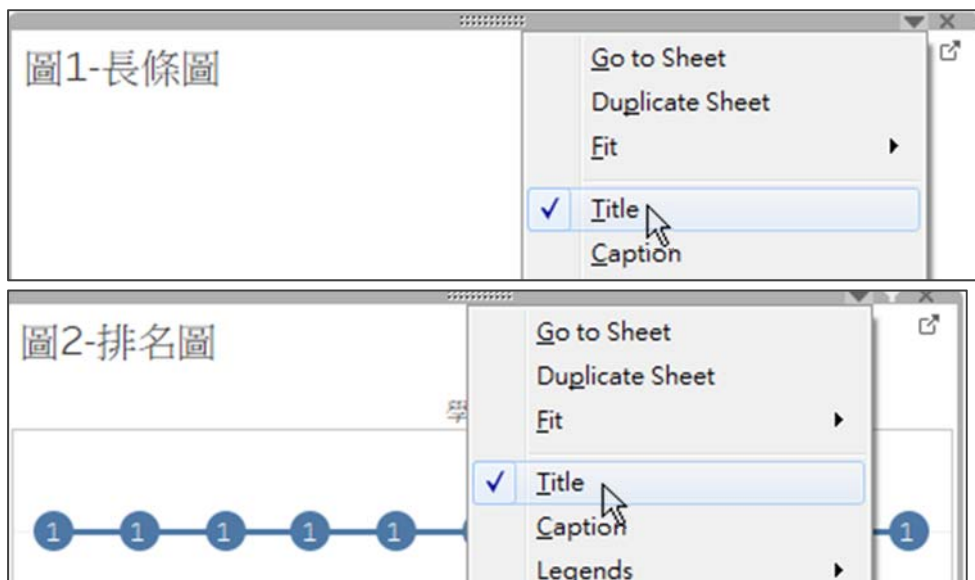 圖1-長條圖
Go to Sheet
Duplicate Sheet
Fit
Title
Caption
圖2-排名圖
Go to Sheet
Duplicate Sheet
學
Fit
Title
1 1 1 1 1 1
Caption
Legends